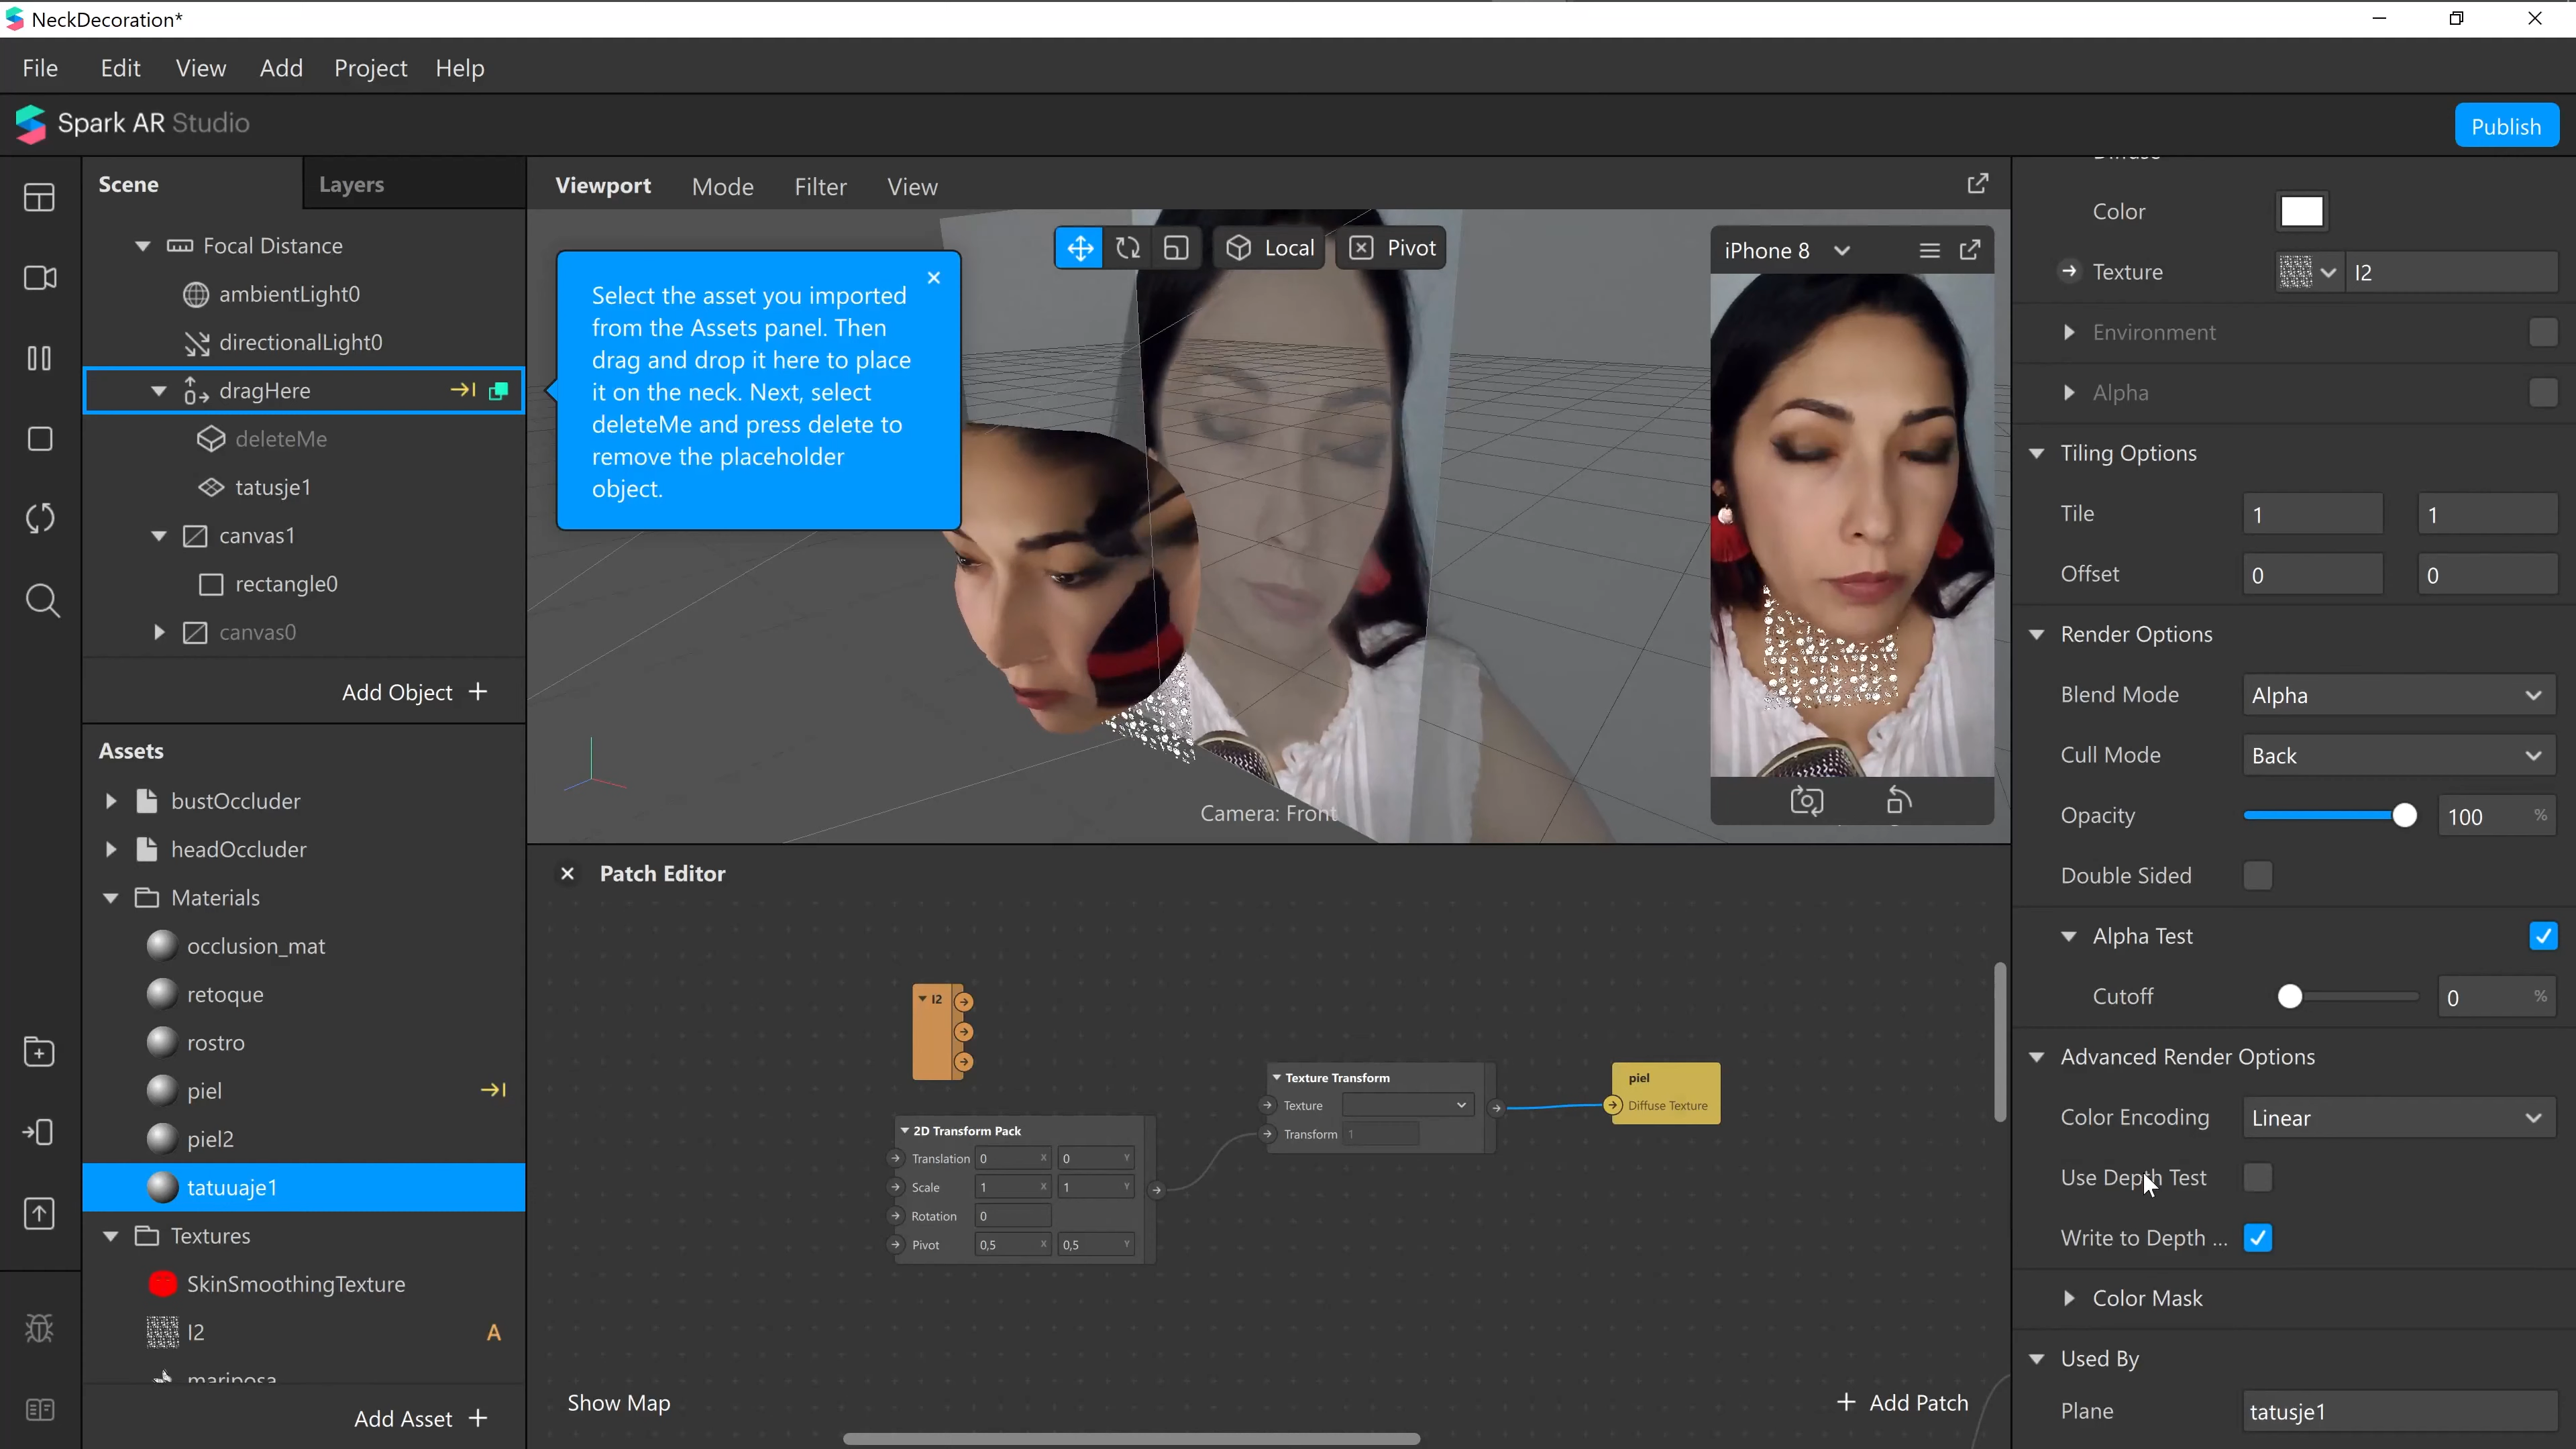 NeckDecoration*
File Edit View Add Project Help
Spark AR Studio
Publish
Scene
Layers
Focal Distance
ambientLight0
directionalLight0
dragHere
deleteMe
tatusje1
canvas1
rectangle0
canvas0
Add Object +
Assets
bustOccluder
headOccluder
Materials
occlusion_mat
retoque
rostro
piel
piel2
tatuuaje1
Textures
SkinSmoothingTexture
I2 A
mariposa
Add Asset +
Viewport Mode Filter View
Select the asset you imported
from the Assets panel. Then
drag and drop it here to place
it on the neck. Next, select
deleteMe and press delete to
remove the placeholder
object.
Local
Pivot
iPhone 8
Camera: Front
Patch Editor
I2
2D Transform Pack
Translation 0 X 0 Y
Scale 1 X 1 Y
Rotation 0
Pivot 0,5 X 0,5 Y
Texture Transform
Texture
Transform 1
piel
Diffuse Texture
Show Map
+ Add Patch
Diffuse
Color
Texture I2
Environment
Alpha
Tiling Options
Tile 1 1
Offset 0 0
Render Options
Blend Mode Alpha
Cull Mode Back
Opacity 100 %
Double Sided
Alpha Test
Cutoff 0 %
Advanced Render Options
Color Encoding Linear
Use Depth Test
Write to Depth ...
Color Mask
Used By
Plane tatusje1